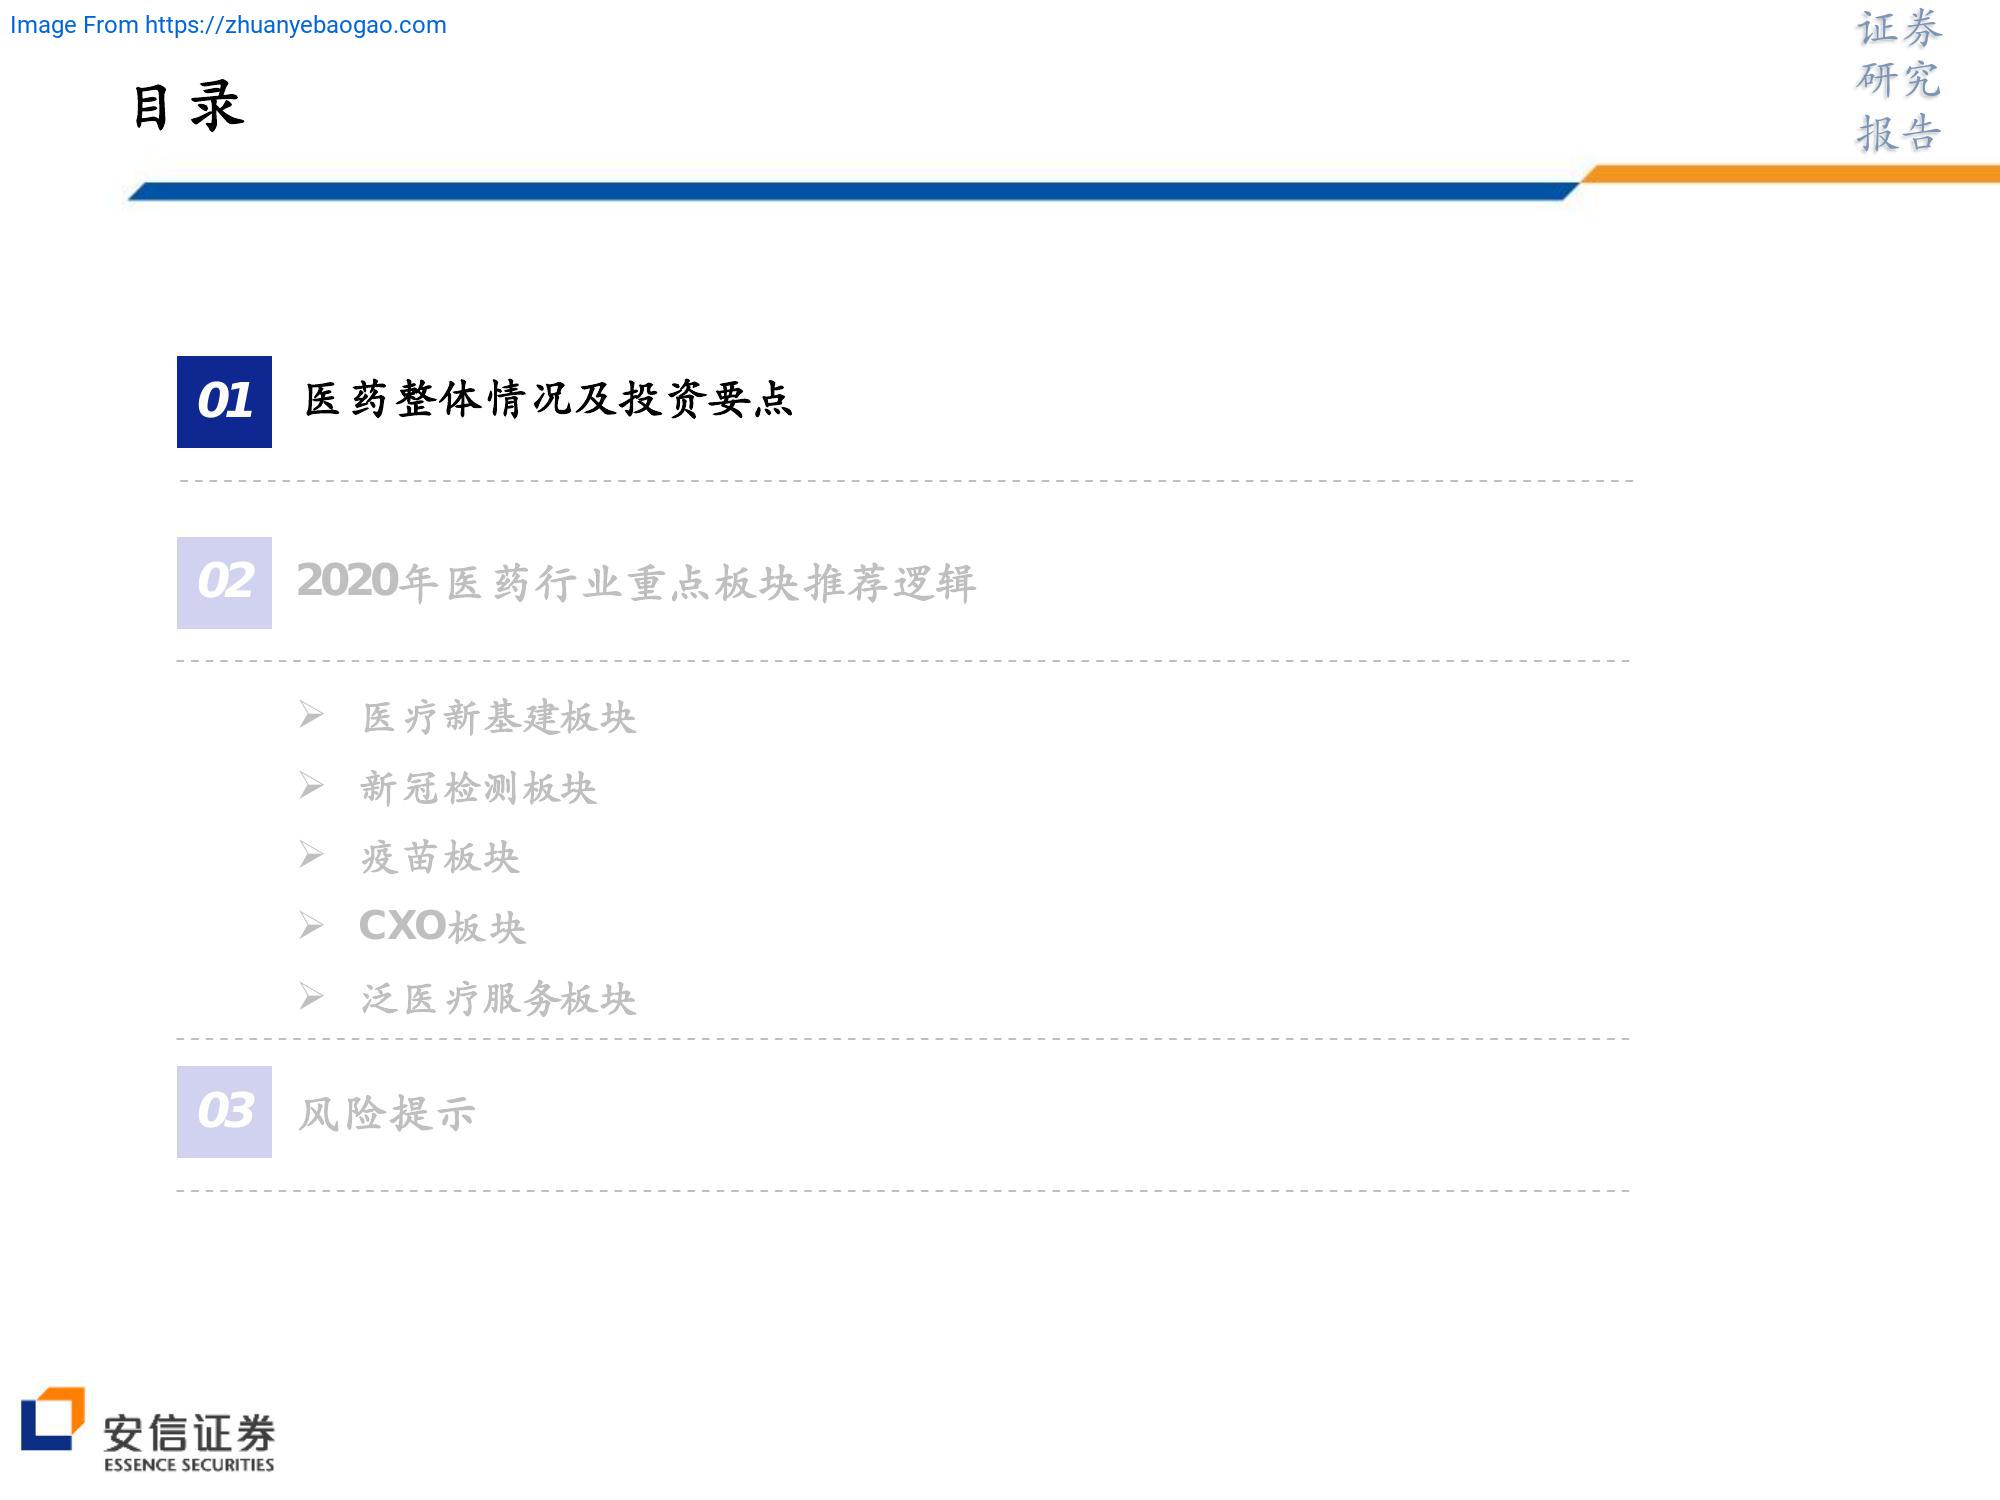 Image From https://zhuanyebaogao.com
证券
研究
报告
目录
01 医药整体情况及投资要点
02 2020年医药行业重点板块推荐逻辑
➢ 医疗新基建板块
➢ 新冠检测板块
➢ 疫苗板块
➢ CXO板块
➢ 泛医疗服务板块
03 风险提示
安信证券
ESSENCE SECURITIES